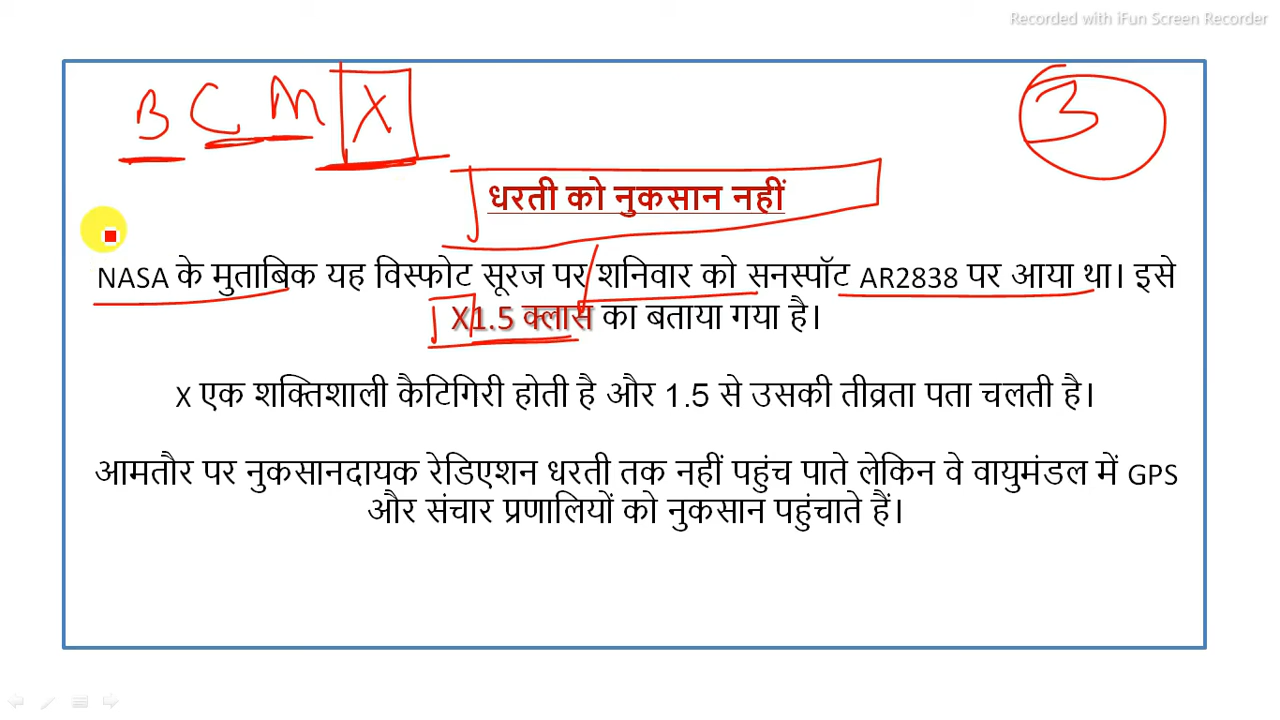 Recorded with iFun Screen Recorder
B C M X
3
धरती को नुकसान नहीं
NASA के मुताबिक यह विस्फोट सूरज पर शनिवार को सनस्पॉट AR2838 पर आया था। इसे
X1.5 क्लास का बताया गया है।
X एक शक्तिशाली कैटिगिरी होती है और 1.5 से उसकी तीव्रता पता चलती है।
आमतौर पर नुकसानदायक रेडिएशन धरती तक नहीं पहुंच पाते लेकिन वे वायुमंडल में GPS
और संचार प्रणालियों को नुकसान पहुंचाते हैं।